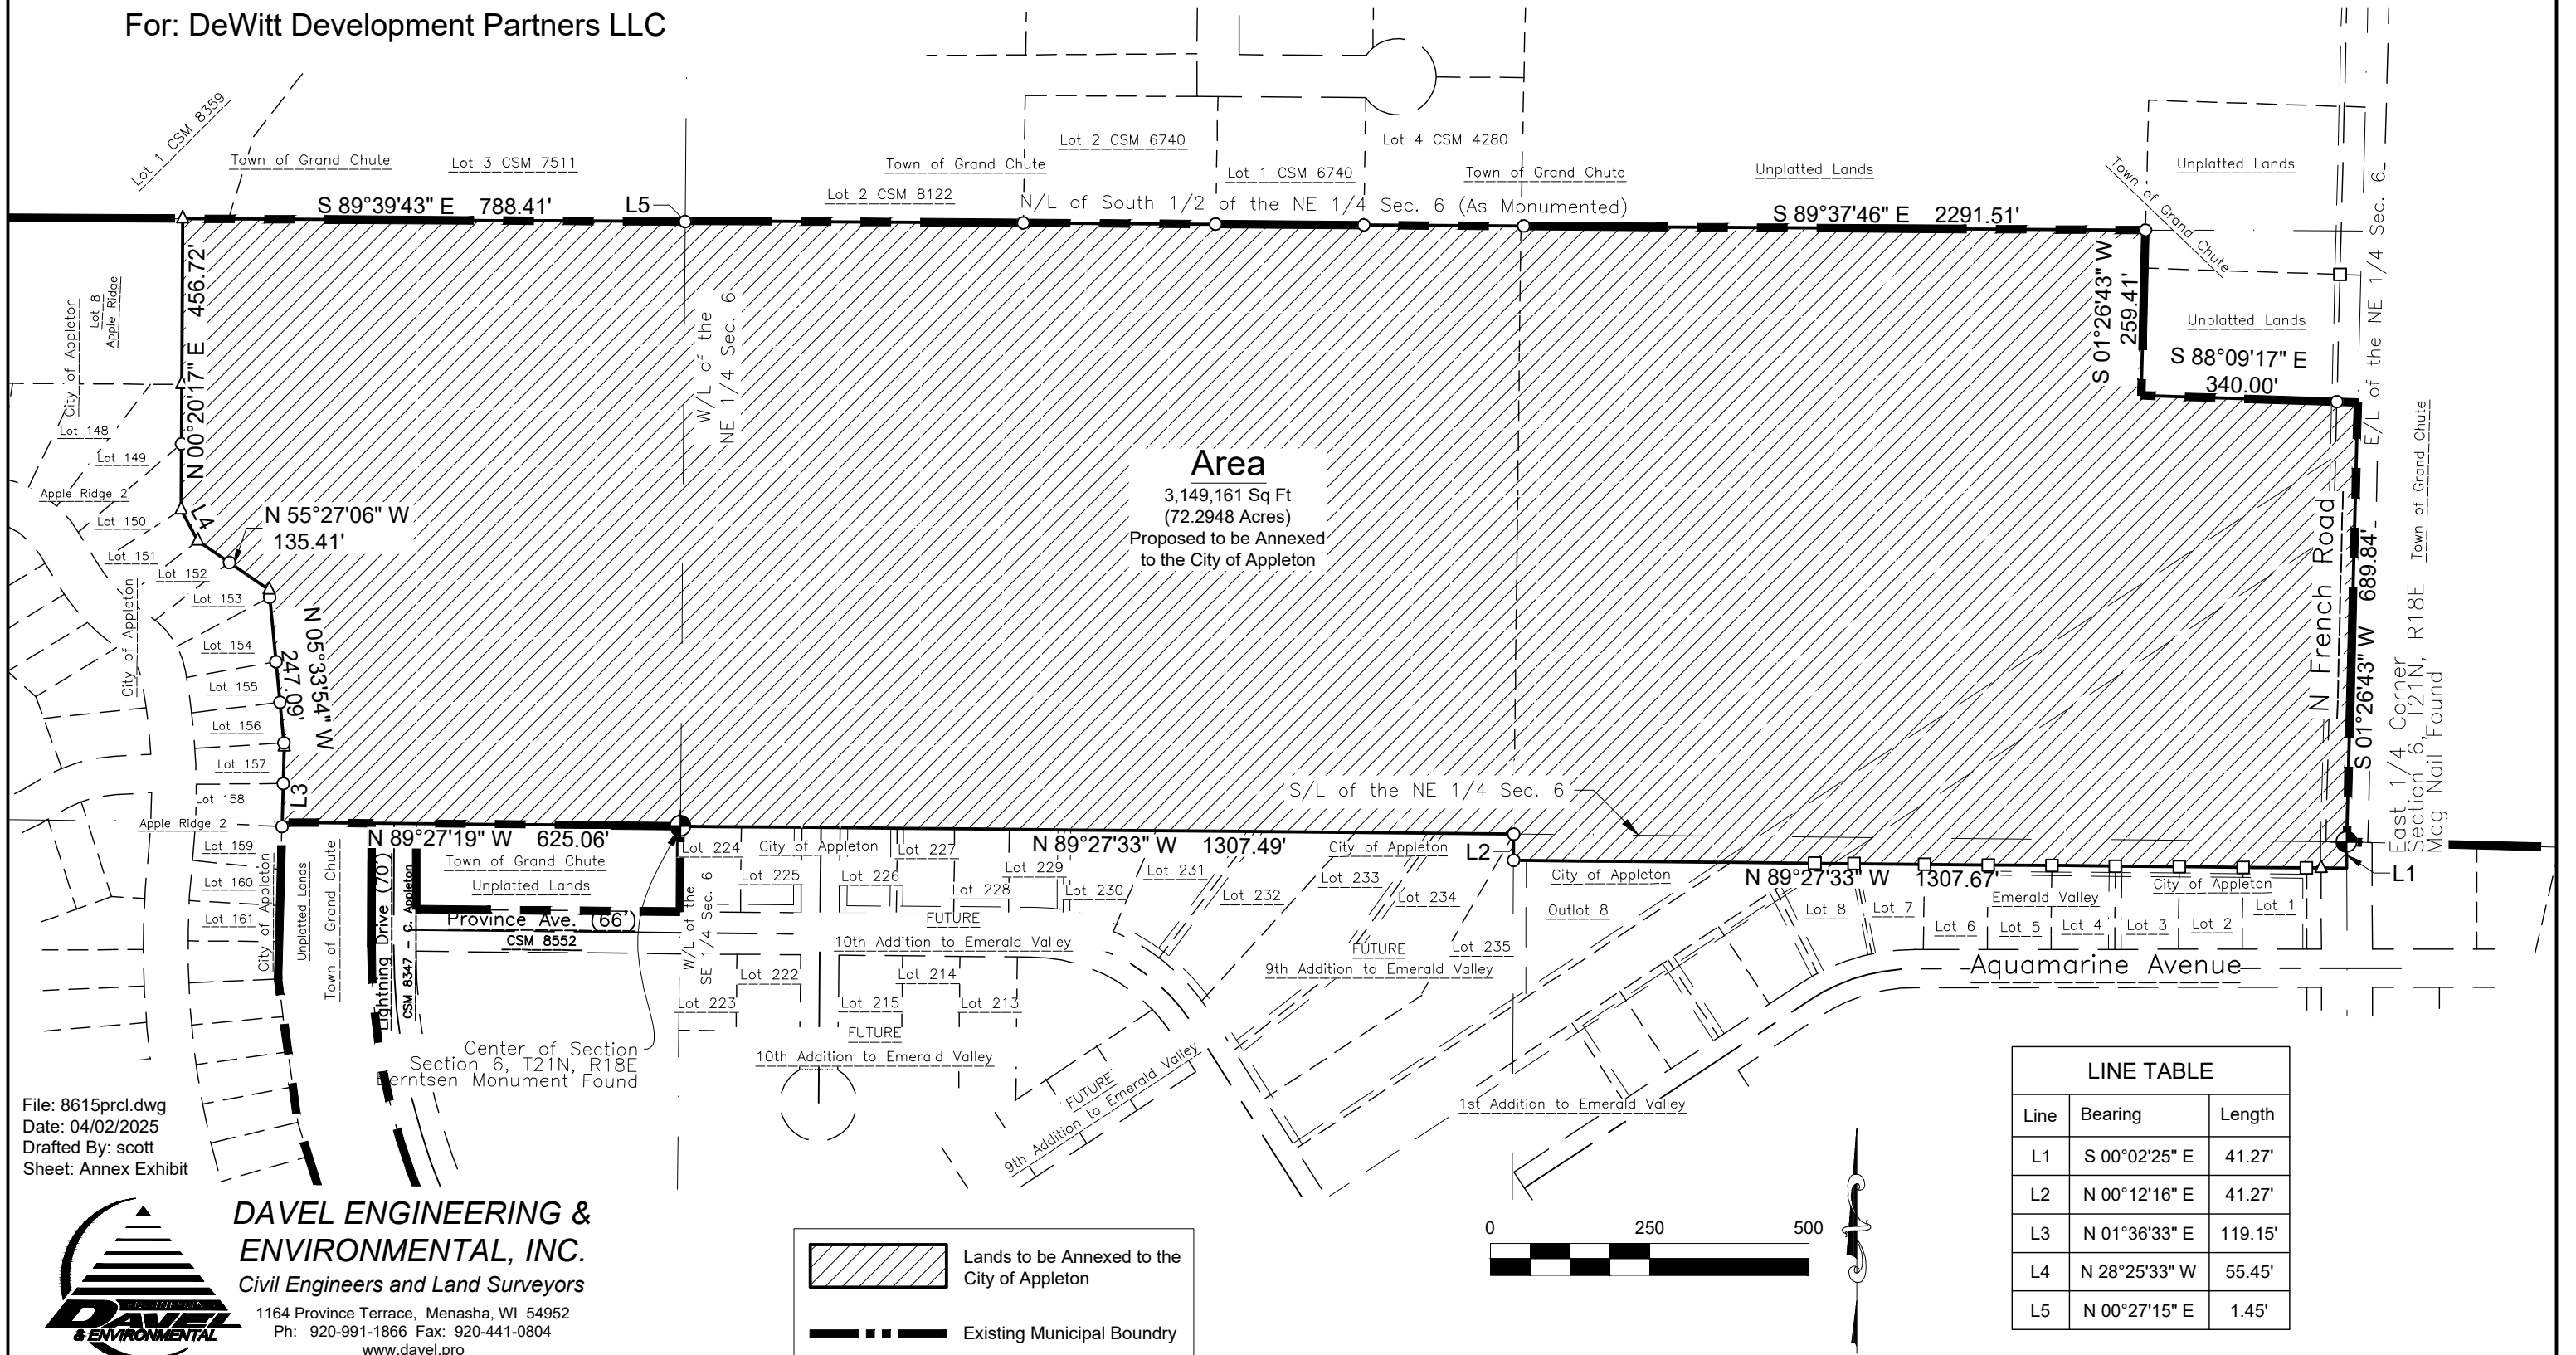 For: DeWitt Development Partners LLC
Lot 1 CSM 8359
Town of Grand Chute
Lot 3 CSM 7511
Town of Grand Chute
Lot 2 CSM 8122
Lot 2 CSM 6740
Lot 1 CSM 6740
Lot 4 CSM 4280
Town of Grand Chute
Unplatted Lands
Town of Grand Chute
Unplatted Lands
S 89°39'43" E 788.41'
L5
N/L of South 1/2 of the NE 1/4 Sec. 6 (As Monumented)
S 89°37'46" E 2291.51'
S 01°26'43" W
259.41'
Unplatted Lands
S 88°09'17" E
340.00'
E/L of the NE 1/4 Sec. 6
Town of Grand Chute
N 00°20'17" E 456.72'
City of Appleton
Lot 8
Apple Ridge
W/L of the
NE 1/4 Sec. 6
Lot 148
Lot 149
Apple Ridge 2
Lot 150
Lot 151
Lot 152
Lot 153
City of Appleton
Lot 154
Lot 155
Lot 156
Lot 157
Lot 158
Apple Ridge 2
Lot 159
Lot 160
Lot 161
L4
N 55°27'06" W
135.41'
N 05°33'54" W
247.09'
L3
Area
3,149,161 Sq Ft
(72.2948 Acres)
Proposed to be Annexed
to the City of Appleton
N French Road
S 01°26'43" W 689.84'
East 1/4 Corner
Section 6, T21N, R18E
Mag Nail Found
S/L of the NE 1/4 Sec. 6
N 89°27'19" W 625.06'
N 89°27'33" W 1307.49'
L2
N 89°27'33" W 1307.67'
L1
City of Appleton
Unplatted Lands
Town of Grand Chute
Lightning Drive (70')
CSM 8347 - C. Appleton
Town of Grand Chute
Unplatted Lands
Province Ave. (66')
CSM 8552
W/L of the
SE 1/4 Sec. 6
Lot 224
City of Appleton
Lot 227
Lot 225
Lot 226
Lot 228
Lot 229
Lot 230
Lot 231
Lot 232
City of Appleton
Lot 233
Lot 234
Lot 235
FUTURE
10th Addition to Emerald Valley
FUTURE
9th Addition to Emerald Valley
Lot 222
Lot 223
Lot 214
Lot 215
Lot 213
FUTURE
10th Addition to Emerald Valley
FUTURE
9th Addition to Emerald Valley
1st Addition to Emerald Valley
City of Appleton
Outlot 8
Lot 8
Lot 7
Lot 6
Emerald Valley
Lot 5
Lot 4
Lot 3
City of Appleton
Lot 2
Lot 1
Aquamarine Avenue
Center of Section
Section 6, T21N, R18E
Berntsen Monument Found
File: 8615prcl.dwg
Date: 04/02/2025
Drafted By: scott
Sheet: Annex Exhibit
ENGINEERING
DAVEL
& ENVIRONMENTAL
DAVEL ENGINEERING &
ENVIRONMENTAL, INC.
Civil Engineers and Land Surveyors
1164 Province Terrace, Menasha, WI 54952
Ph: 920-991-1866 Fax: 920-441-0804
www.davel.pro
Lands to be Annexed to the
City of Appleton
Existing Municipal Boundry
0 250 500
LINE TABLE
Line Bearing Length
L1 S 00°02'25" E 41.27'
L2 N 00°12'16" E 41.27'
L3 N 01°36'33" E 119.15'
L4 N 28°25'33" W 55.45'
L5 N 00°27'15" E 1.45'